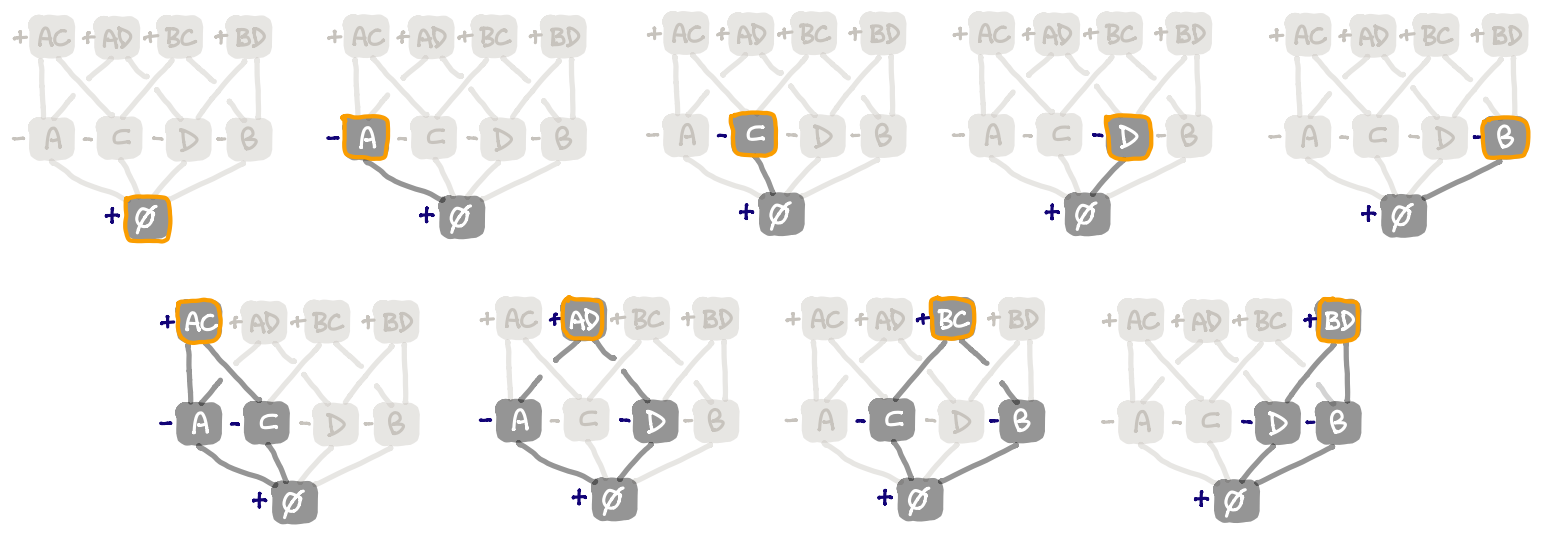 + AC + AD + BC + BD + AC + AD + BC + BD + AC + AD + BC + BD + AC + AD + BC + BD + AC + AD + BC + BD
- A - C - D - B - A - C - D - B - A - C - D - B - A - C - D - B - A - C - D - B
+ Ø + Ø + Ø + Ø + Ø
+ AC + AD + BC + BD + AC + AD + BC + BD + AC + AD + BC + BD + AC + AD + BC + BD
- A - C - D - B - A - C - D - B - A - C - D - B - A - C - D - B
+ Ø + Ø + Ø + Ø